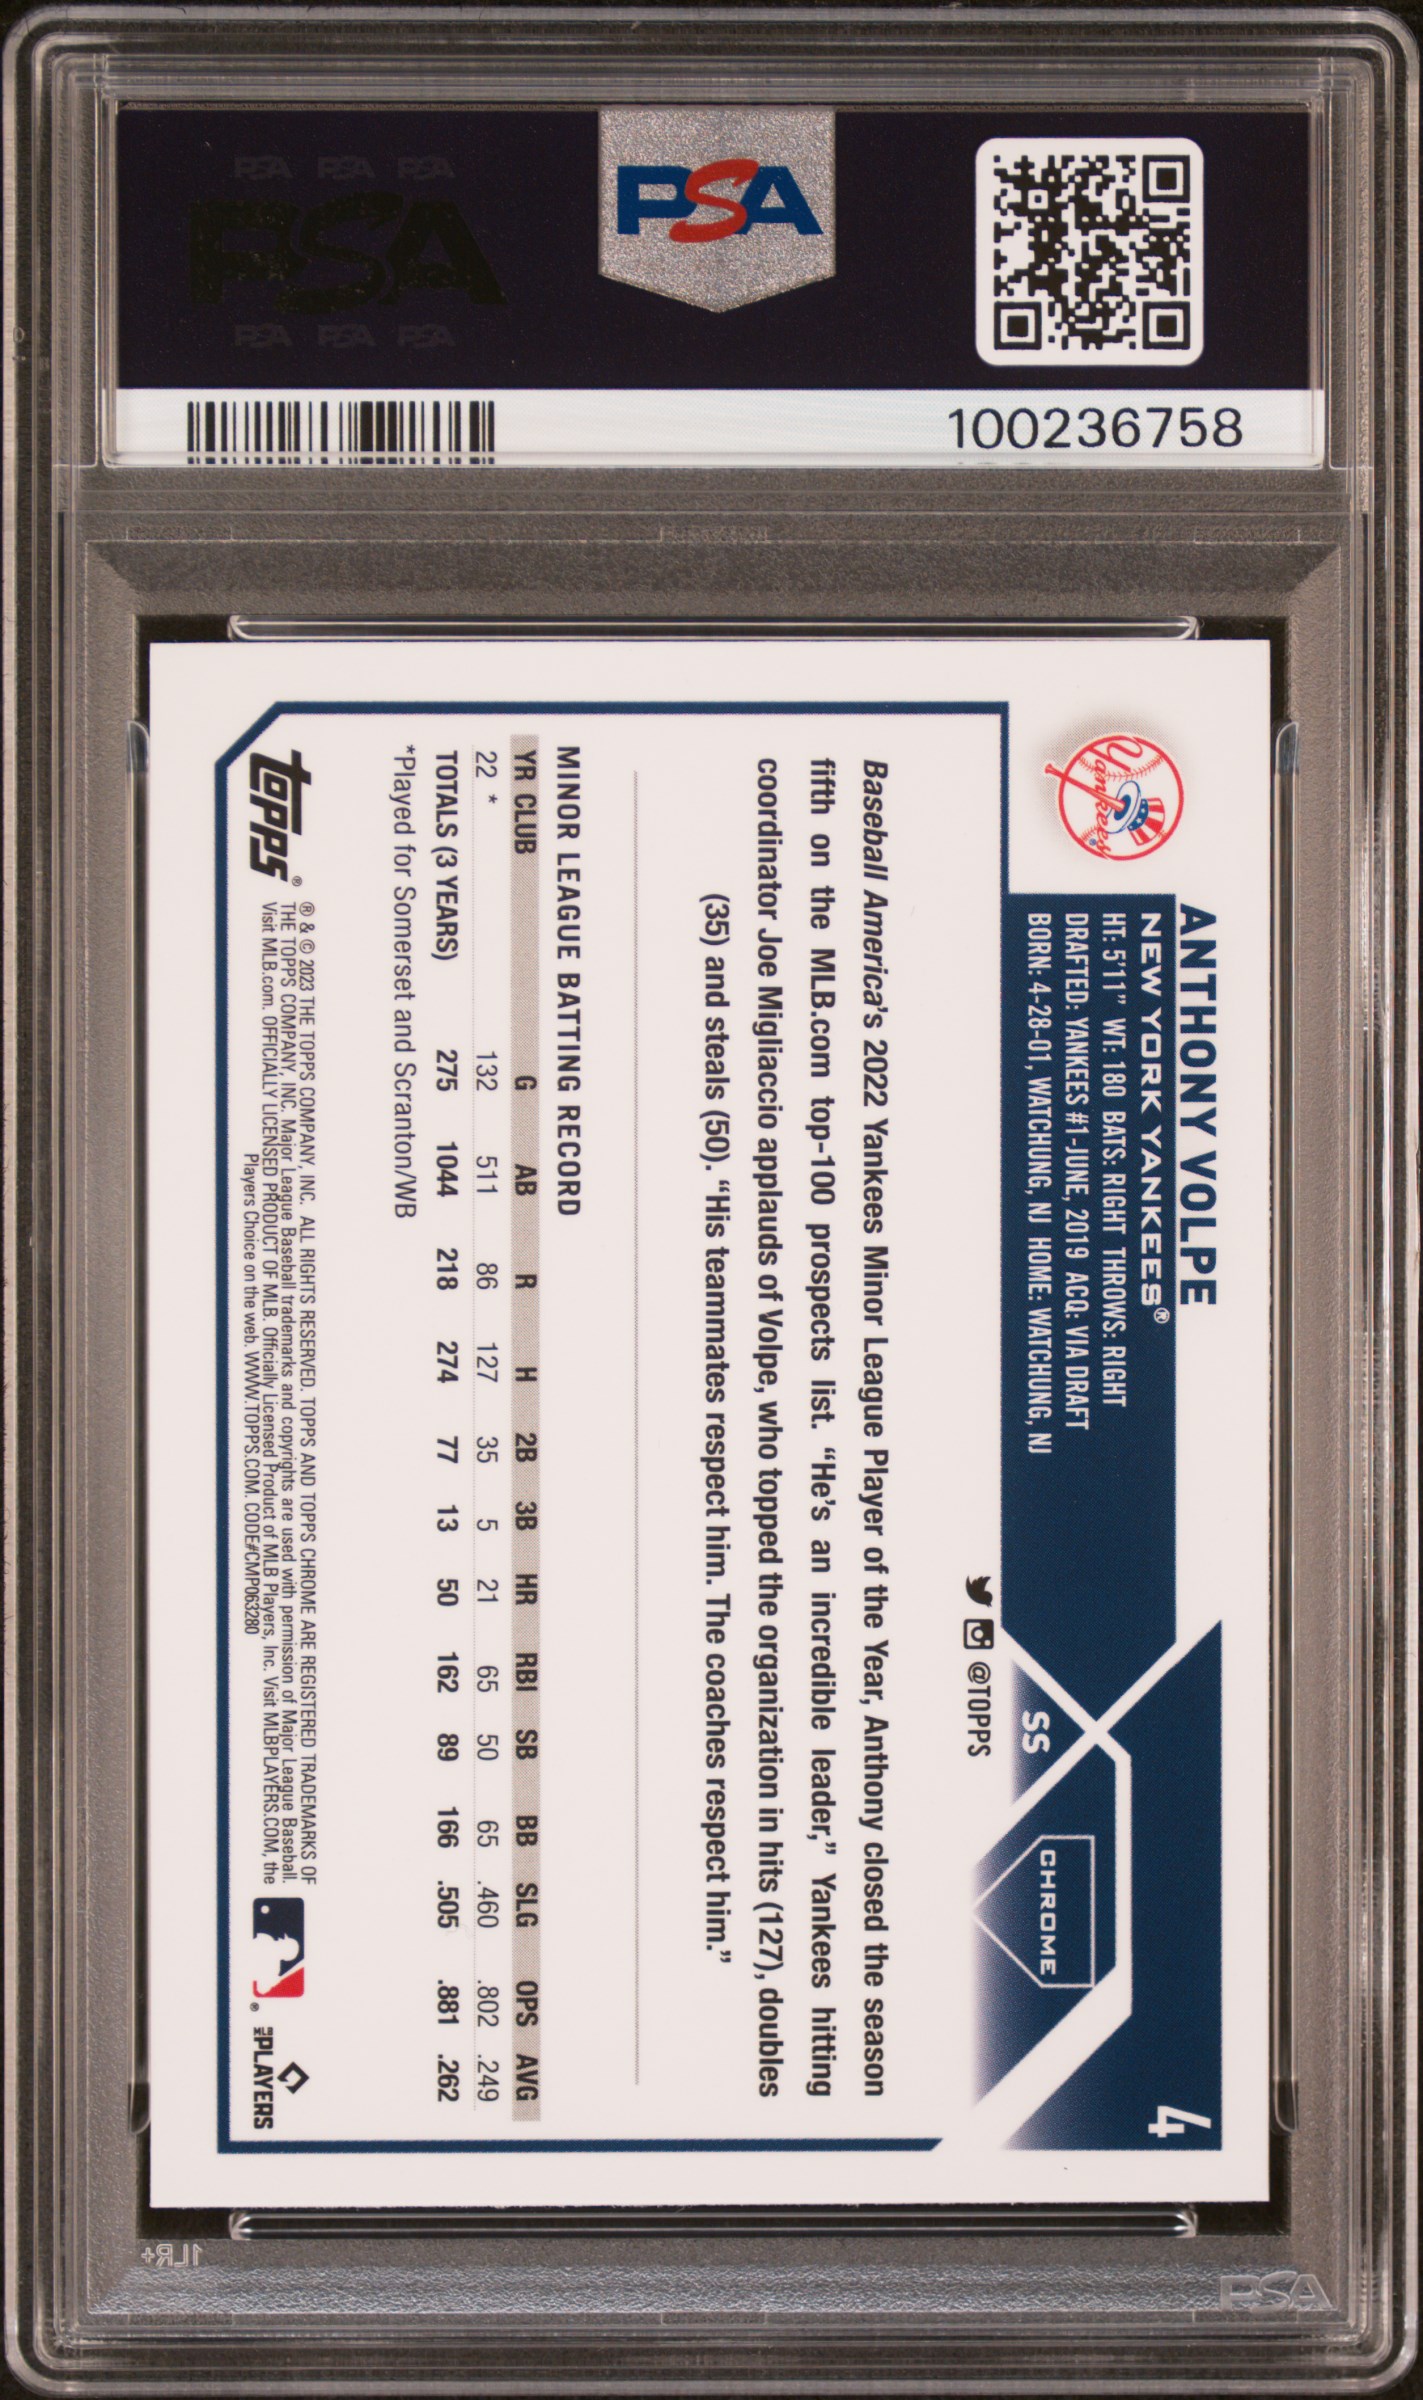 PSA PSA PSA
PSA
PSA PSA PSA
PSA
100236758
Yankees
ANTHONY VOLPE
NEW YORK YANKEES®
HT: 5'11" WT: 180 BATS: RIGHT THROWS: RIGHT
DRAFTED: YANKEES #1-JUNE, 2019 ACQ: VIA DRAFT
BORN: 4-28-01, WATCHUNG, NJ HOME: WATCHUNG, NJ
4
SS
CHROME
@TOPPS
Baseball America's 2022 Yankees Minor League Player of the Year, Anthony closed the season
fifth on the MLB.com top-100 prospects list. “He's an incredible leader,” Yankees hitting
coordinator Joe Migliaccio applauds of Volpe, who topped the organization in hits (127), doubles
(35) and steals (50). “His teammates respect him. The coaches respect him.”
MINOR LEAGUE BATTING RECORD
YR CLUB G AB R H 2B 3B HR RBI SB BB SLG OPS AVG
22 * 132 511 86 127 35 5 21 65 50 65 .460 .802 .249
TOTALS (3 YEARS) 275 1044 218 274 77 13 50 162 89 166 .505 .881 .262
*Played for Somerset and Scranton/WB
topps®
® & © 2023 THE TOPPS COMPANY, INC. ALL RIGHTS RESERVED. TOPPS AND TOPPS CHROME ARE REGISTERED TRADEMARKS OF
THE TOPPS COMPANY, INC. Major League Baseball trademarks and copyrights are used with permission of Major League Baseball.
Visit MLB.com. OFFICIALLY LICENSED PRODUCT OF MLB. Officially Licensed Product of MLB Players, Inc. Visit MLBPLAYERS.COM, the
Players Choice on the web. WWW.TOPPS.COM. CODE#CMP063280
MLB PLAYERS
1LR+
PSA